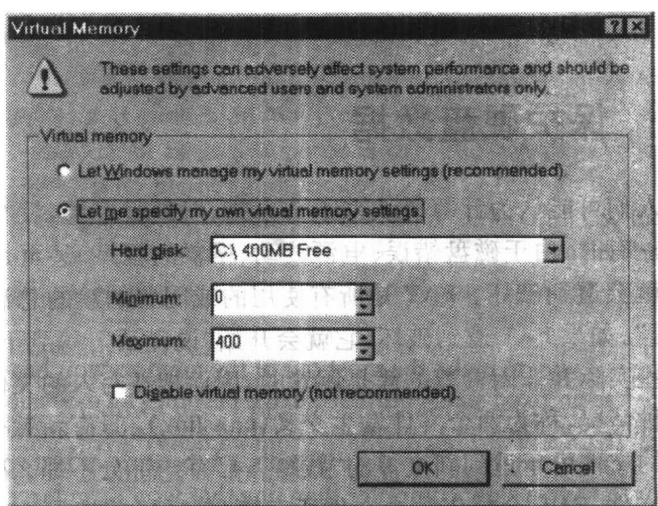 Virtual Memory
These settings can adversely affect system performance and should be
adjusted by advanced users and system administrators only.
Virtual memory
Let Windows manage my virtual memory settings (recommended).
Let me specify my own virtual memory settings.
Hard disk: C:\ 400MB Free
Minimum: 0
Maximum: 400
Disable virtual memory (not recommended).
OK Cancel